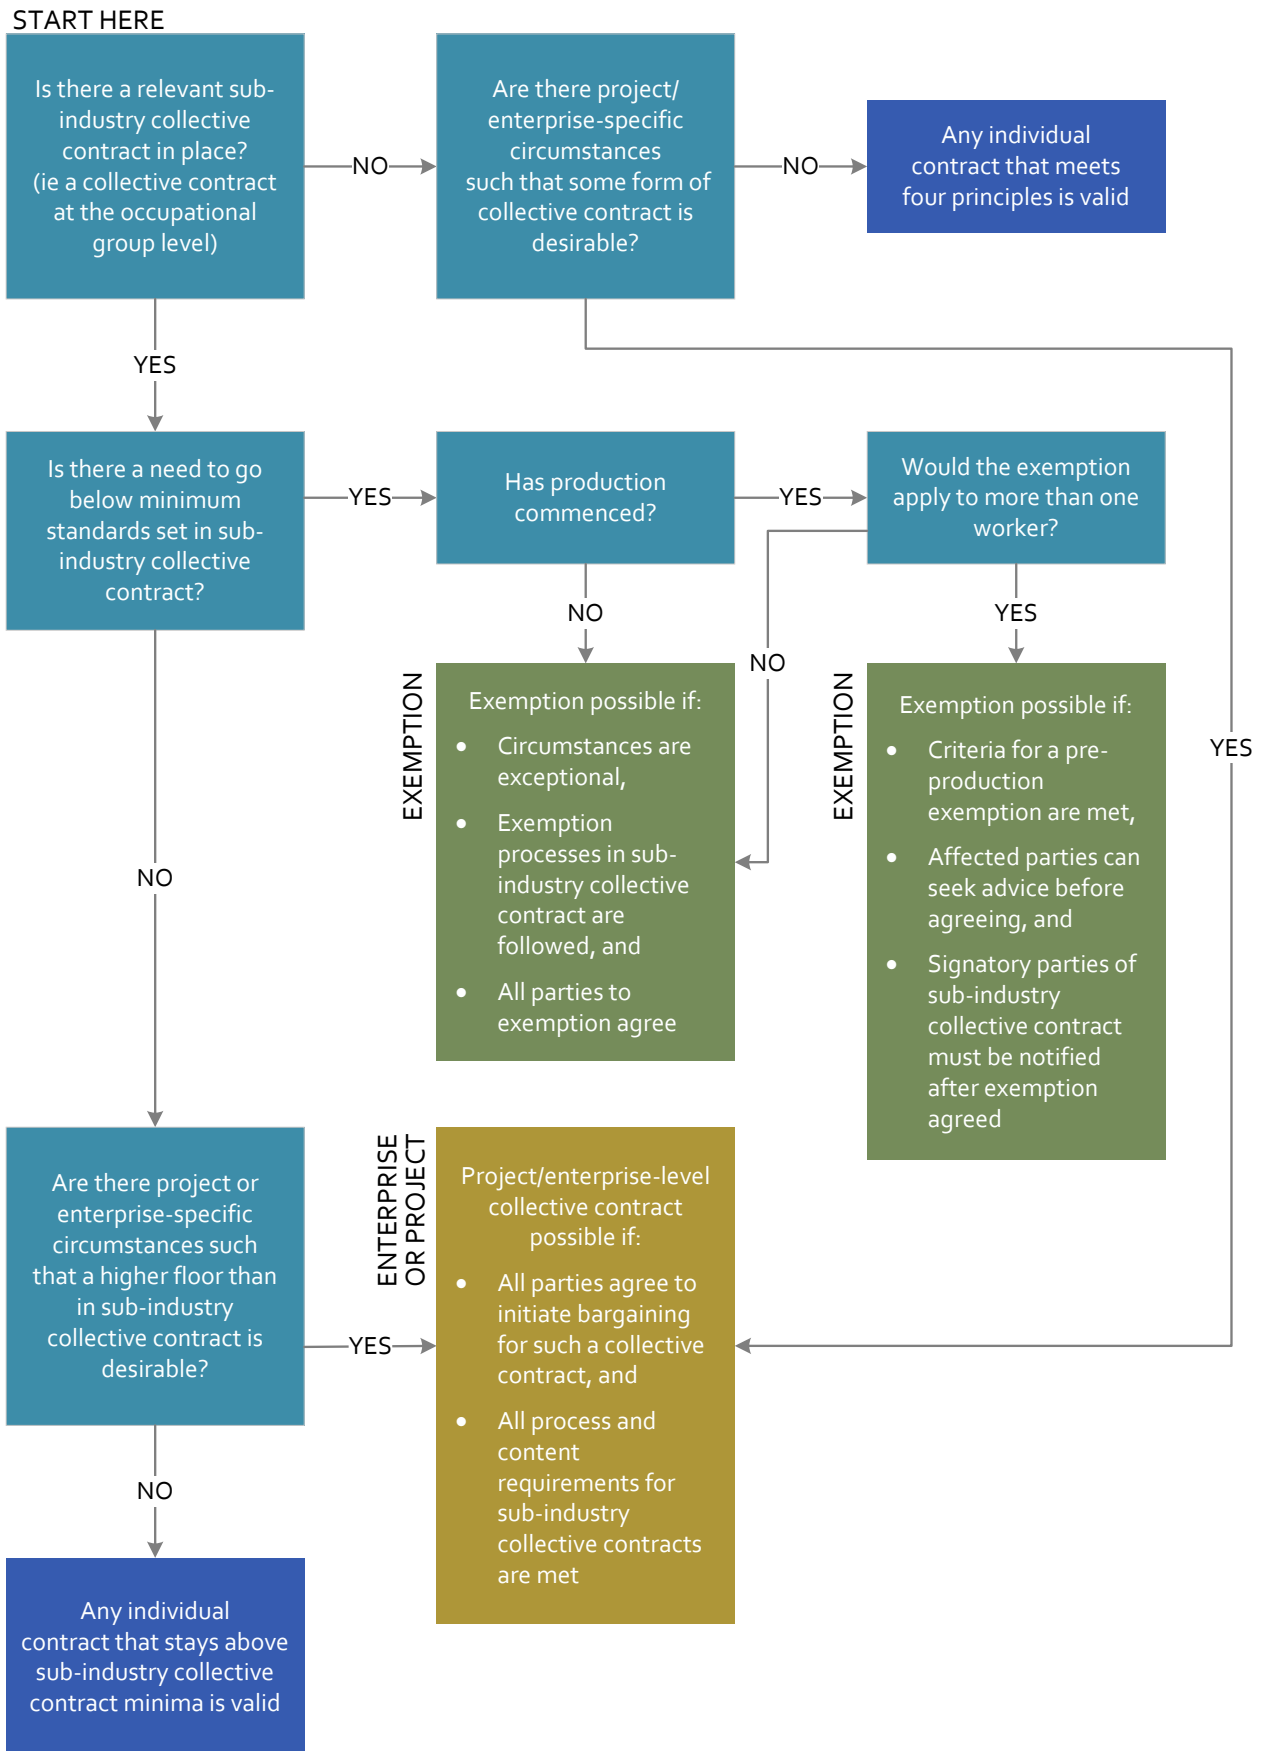 START HERE
Is there a relevant sub-
industry collective
contract in place?
(ie a collective contract
at the occupational
group level)
NO
Are there project/
enterprise-specific
circumstances
such that some form of
collective contract is
desirable?
NO
Any individual
contract that meets
four principles is valid
YES
YES
Is there a need to go
below minimum
standards set in sub-
industry collective
contract?
YES
Has production
commenced?
YES
Would the exemption
apply to more than one
worker?
NO
NO
YES
EXEMPTION
Exemption possible if:
• Circumstances are
exceptional,
• Exemption
processes in sub-
industry collective
contract are
followed, and
• All parties to
exemption agree
EXEMPTION
Exemption possible if:
• Criteria for a pre-
production
exemption are met,
• Affected parties can
seek advice before
agreeing, and
• Signatory parties of
sub-industry
collective contract
must be notified
after exemption
agreed
NO
Are there project or
enterprise-specific
circumstances such
that a higher floor than
in sub-industry
collective contract is
desirable?
YES
ENTERPRISE
OR PROJECT
Project/enterprise-level
collective contract
possible if:
• All parties agree to
initiate bargaining
for such a collective
contract, and
• All process and
content
requirements for
sub-industry
collective contracts
are met
NO
Any individual
contract that stays above
sub-industry collective
contract minima is valid